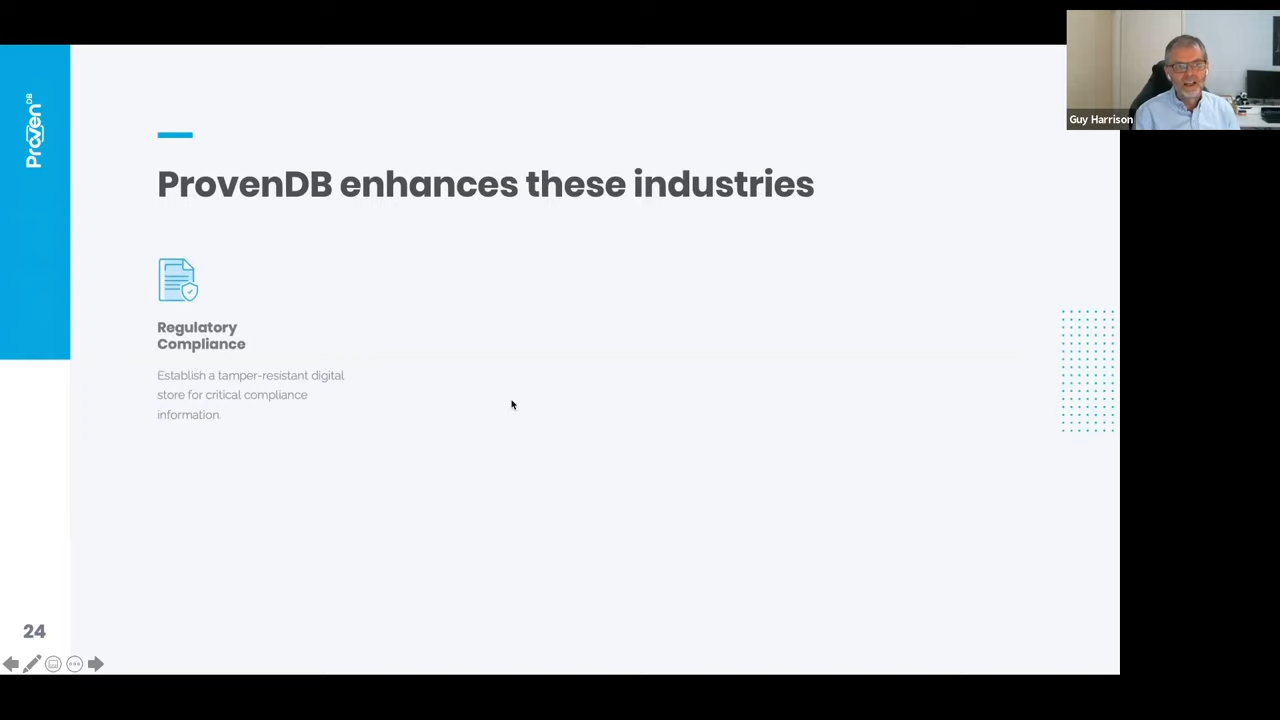 ProvenDB
Guy Harrison
ProvenDB enhances these industries
Regulatory
Compliance
Establish a tamper-resistant digital
store for critical compliance
information.
24